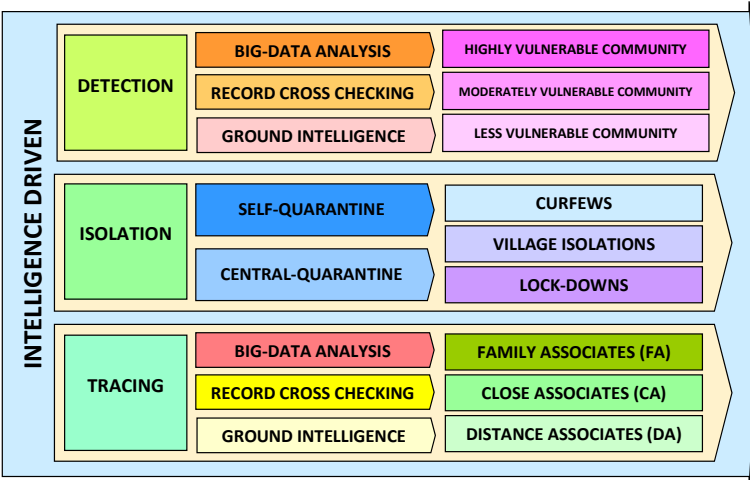 INTELLIGENCE DRIVEN
DETECTION
BIG-DATA ANALYSIS
HIGHLY VULNERABLE COMMUNITY
RECORD CROSS CHECKING
MODERATELY VULNERABLE COMMUNITY
GROUND INTELLIGENCE
LESS VULNERABLE COMMUNITY
ISOLATION
SELF-QUARANTINE
CENTRAL-QUARANTINE
CURFEWS
VILLAGE ISOLATIONS
LOCK-DOWNS
TRACING
BIG-DATA ANALYSIS
FAMILY ASSOCIATES (FA)
RECORD CROSS CHECKING
CLOSE ASSOCIATES (CA)
GROUND INTELLIGENCE
DISTANCE ASSOCIATES (DA)